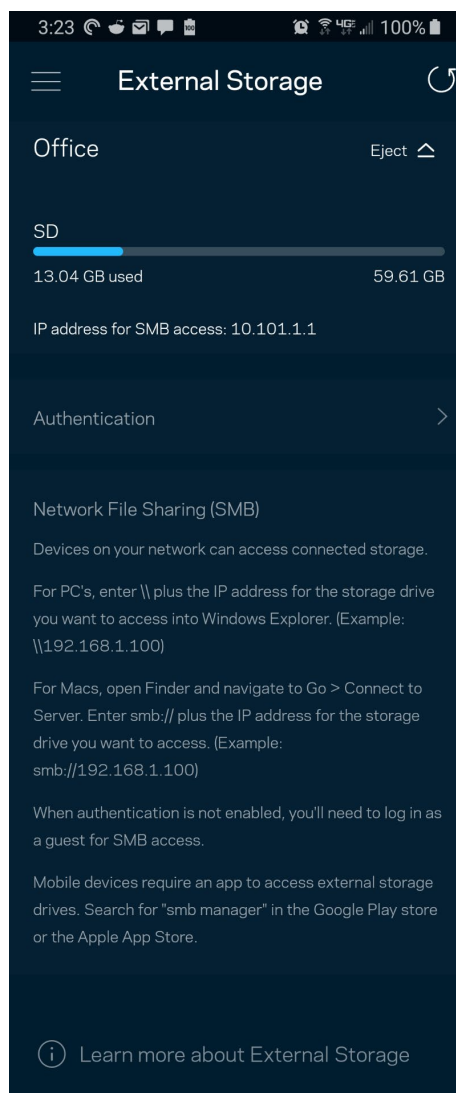 3:23 100 4GE 100%
External Storage
Office Eject
SD
13.04 GB used 59.61 GB
IP address for SMB access: 10.101.1.1
Authentication
Network File Sharing (SMB)
Devices on your network can access connected storage.
For PC's, enter \\ plus the IP address for the storage drive
you want to access into Windows Explorer. (Example:
\\192.168.1.100)
For Macs, open Finder and navigate to Go > Connect to
Server. Enter smb:// plus the IP address for the storage
drive you want to access. (Example:
smb://192.168.1.100)
When authentication is not enabled, you'll need to log in as
a guest for SMB access.
Mobile devices require an app to access external storage
drives. Search for "smb manager" in the Google Play store
or the Apple App Store.
Learn more about External Storage